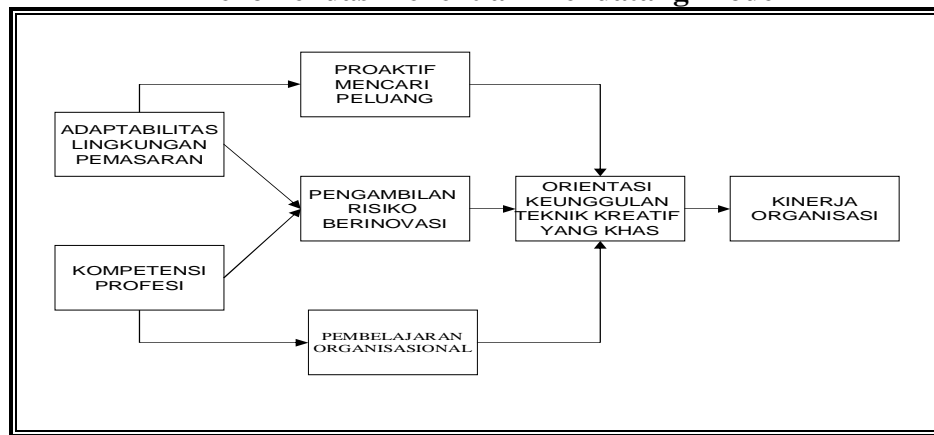 PROAKTIF
MENCARI
PELUANG
ADAPTABILITAS
LINGKUNGAN
PEMASARAN
PENGAMBILAN
RISIKO
BERINOVASI
ORIENTASI
KEUNGGULAN
TEKNIK KREATIF
YANG KHAS
KINERJA
ORGANISASI
KOMPETENSI
PROFESI
PEMBELAJARAN
ORGANISASIONAL